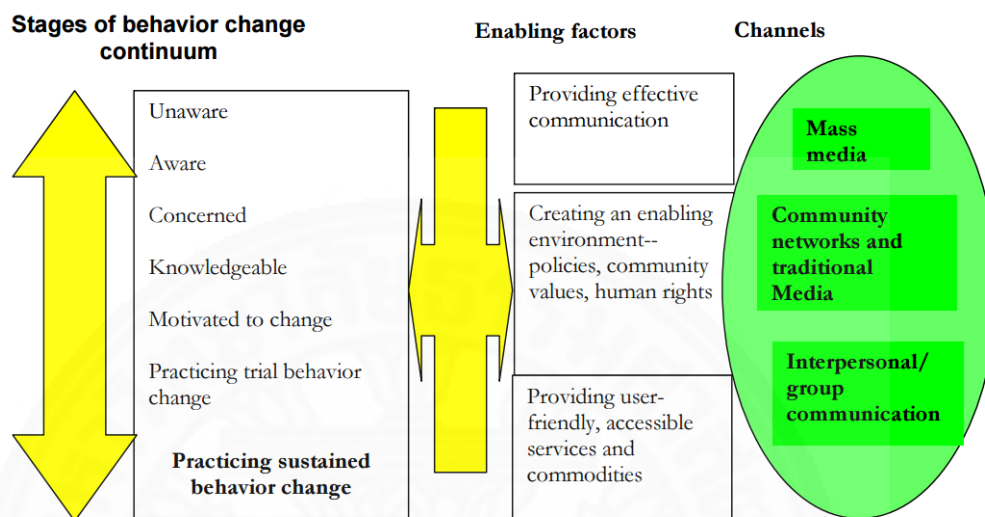 Stages of behavior change
continuum
Enabling factors
Channels
Unaware
Aware
Concerned
Knowledgeable
Motivated to change
Practicing trial behavior
change
Practicing sustained
behavior change
Providing effective
communication
Creating an enabling
environment--
policies, community
values, human rights
Providing user-
friendly, accessible
services and
commodities
Mass
media
Community
networks and
traditional
Media
Interpersonal/
group
communication